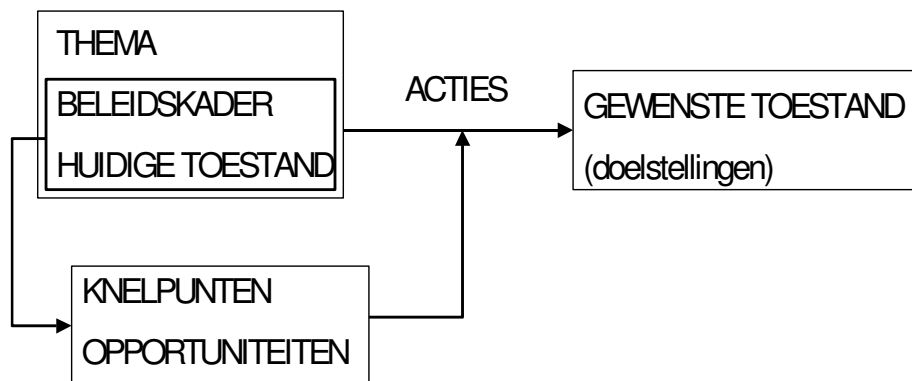 THEMA
BELEIDSKADER
HUIDIGE TOESTAND
ACTIES
GEWENSTE TOESTAND
(doelstellingen)
KNELPUNTEN
OPPORTUNITEITEN